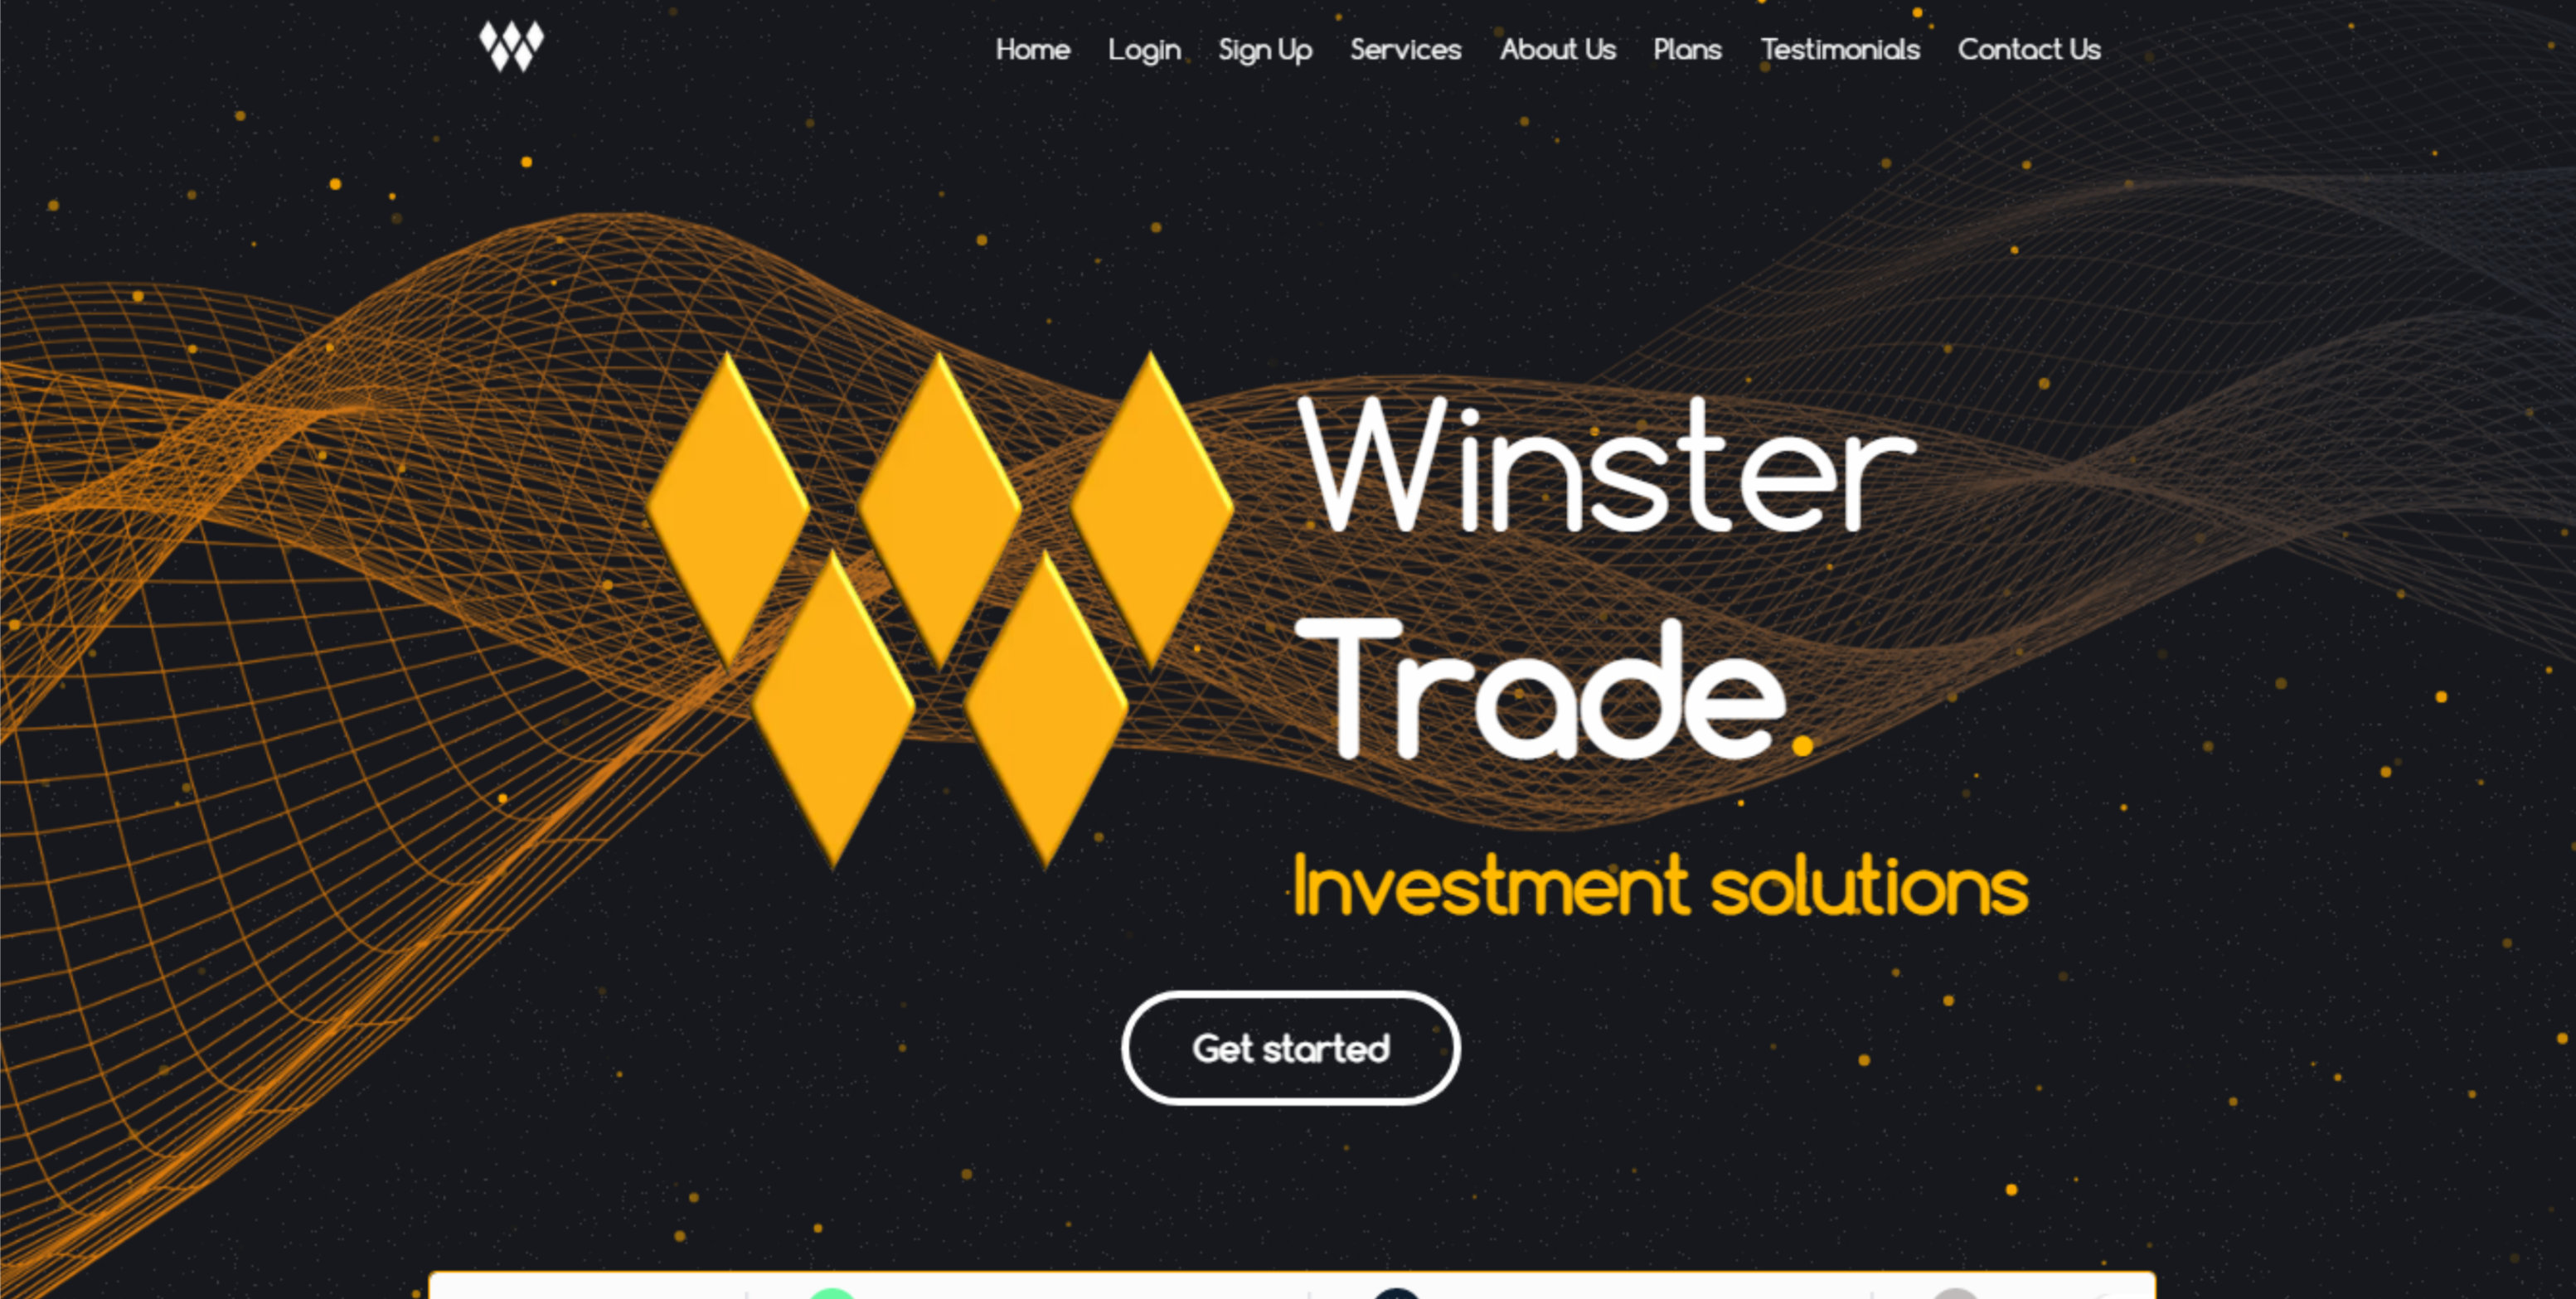 Home Login Sign Up Services About Us Plans Testimonials Contact Us
Winster
Trade.
Investment solutions
Get started